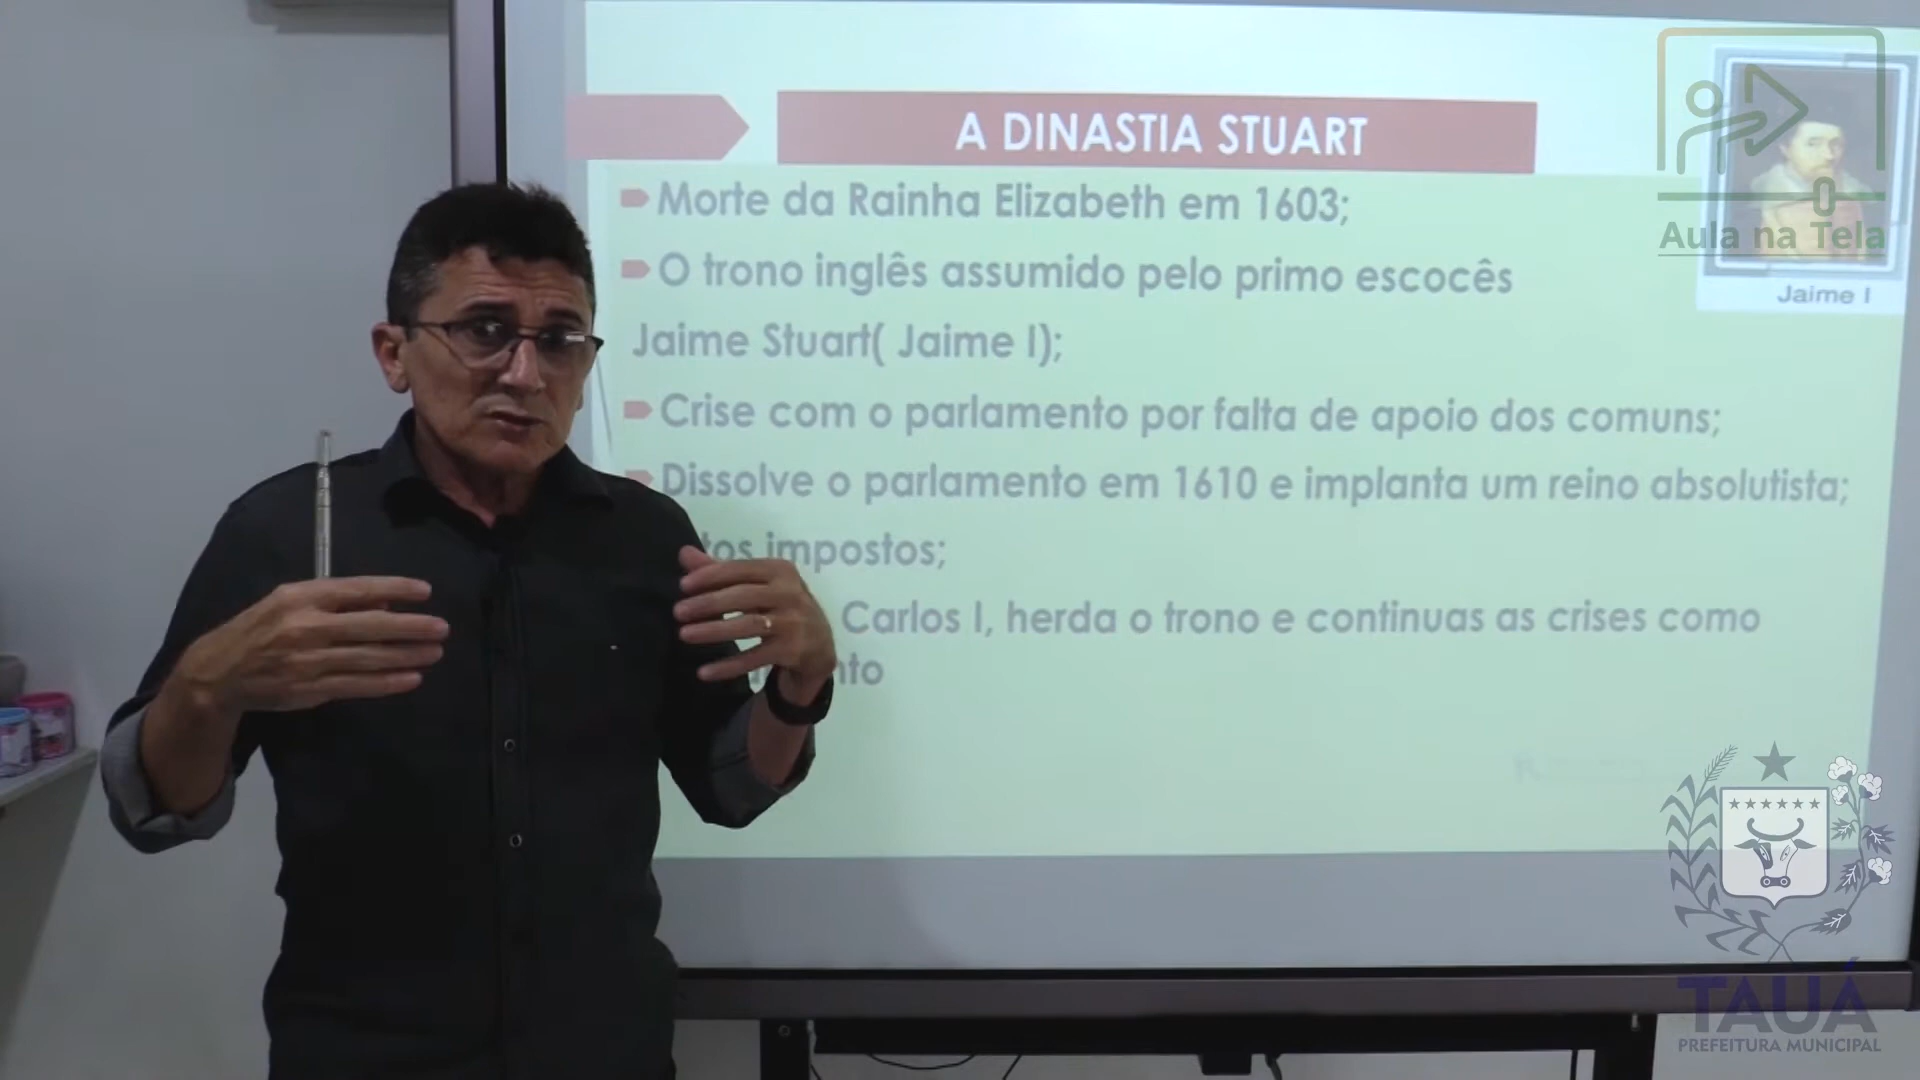 A DINASTIA STUART
Morte da Rainha Elizabeth em 1603;
O trono inglês assumido pelo primo escocês
Jaime Stuart( Jaime I);
Crise com o parlamento por falta de apoio dos comuns;
Dissolve o parlamento em 1610 e implanta um reino absolutista;
impostos;
Carlos I, herda o trono e continuas as crises como
Aula na Tela
Jaime I
TAUÁ
PREFEITURA MUNICIPAL